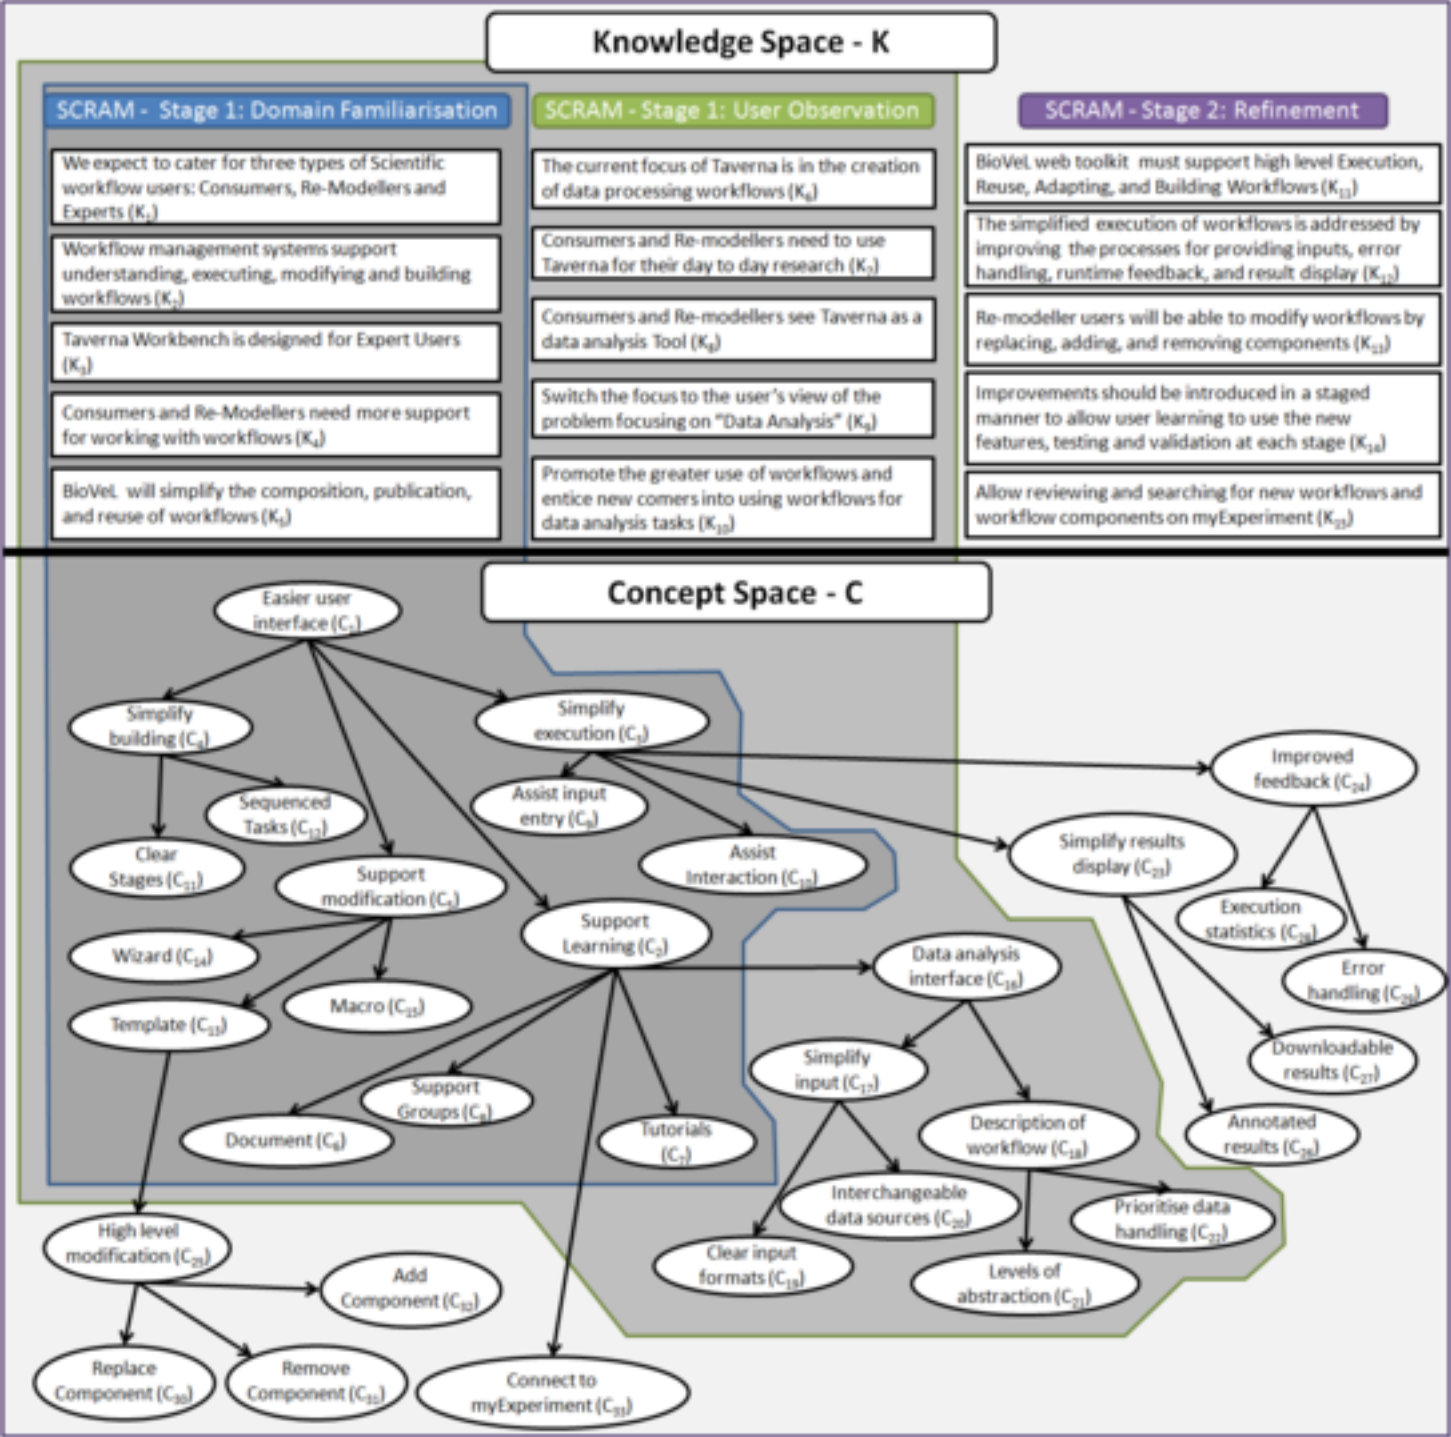 Knowledge Space - K
SCRAM - Stage 1: Domain Familiarisation
We expect to cater for three types of Scientific
workflow users: Consumers, Re-Modellers and
Experts (K1)
Workflow management systems support
understanding, executing, modifying and building
workflows (K2)
Taverna Workbench is designed for Expert Users
(K3)
Consumers and Re-Modellers need more support
for working with workflows (K4)
BioVeL will simplify the composition, publication,
and reuse of workflows (K5)
SCRAM - Stage 1: User Observation
The current focus of Taverna is in the creation
of data processing workflows (K6)
Consumers and Re-modellers need to use
Taverna for their day to day research (K7)
Consumers and Re-modellers see Taverna as a
data analysis Tool (K8)
Switch the focus to the user's view of the
problem focusing on "Data Analysis" (K9)
Promote the greater use of workflows and
entice new comers into using workflows for
data analysis tasks (K10)
SCRAM - Stage 2: Refinement
BioVeL web toolkit must support high level Execution,
Reuse, Adapting, and Building Workflows (K11)
The simplified execution of workflows is addressed by
improving the processes for providing inputs, error
handling, runtime feedback, and result display (K12)
Re-modeller users will be able to modify workflows by
replacing, adding, and removing components (K13)
Improvements should be introduced in a staged
manner to allow user learning to use the new
features, testing and validation at each stage (K14)
Allow reviewing and searching for new workflows and
workflow components on myExperiment (K15)
Concept Space - C
Easier user
interface (C1)
Simplify
building (C4)
Simplify
execution (C3)
Improved
feedback (C24)
Sequenced
Tasks (C12)
Assist input
entry (C9)
Clear
Stages (C11)
Assist
Interaction (C10)
Simplify results
display (C23)
Support
modification (C5)
Support
Learning (C2)
Execution
statistics (C28)
Wizard (C14)
Data analysis
interface (C16)
Error
handling (C29)
Template (C13)
Macro (C15)
Simplify
input (C17)
Downloadable
results (C27)
Support
Groups (C8)
Document (C6)
Tutorials
(C7)
Description of
workflow (C18)
Annotated
results (C26)
Interchangeable
data sources (C20)
Prioritise data
handling (C22)
High level
modification (C25)
Clear input
formats (C19)
Levels of
abstraction (C21)
Add
Component (C32)
Replace
Component (C30)
Remove
Component (C31)
Connect to
myExperiment (C33)